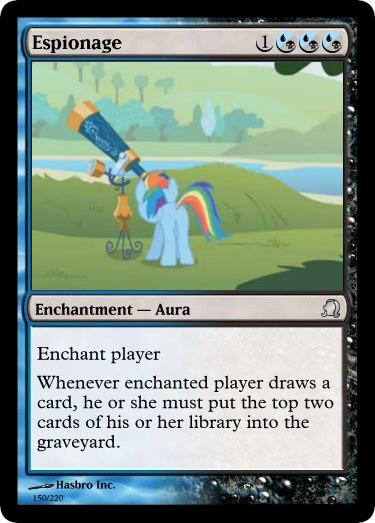 Espionage 1
Enchantment — Aura
Enchant player
Whenever enchanted player draws a
card, he or she must put the top two
cards of his or her library into the
graveyard.
Hasbro Inc.
150/220